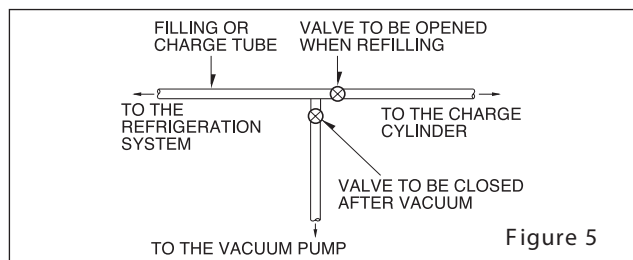 FILLING OR
CHARGE TUBE
VALVE TO BE OPENED
WHEN REFILLING
TO THE
REFRIGERATION
SYSTEM
TO THE CHARGE
CYLINDER
VALVE TO BE CLOSED
AFTER VACUUM
TO THE VACUUM PUMP
Figure 5